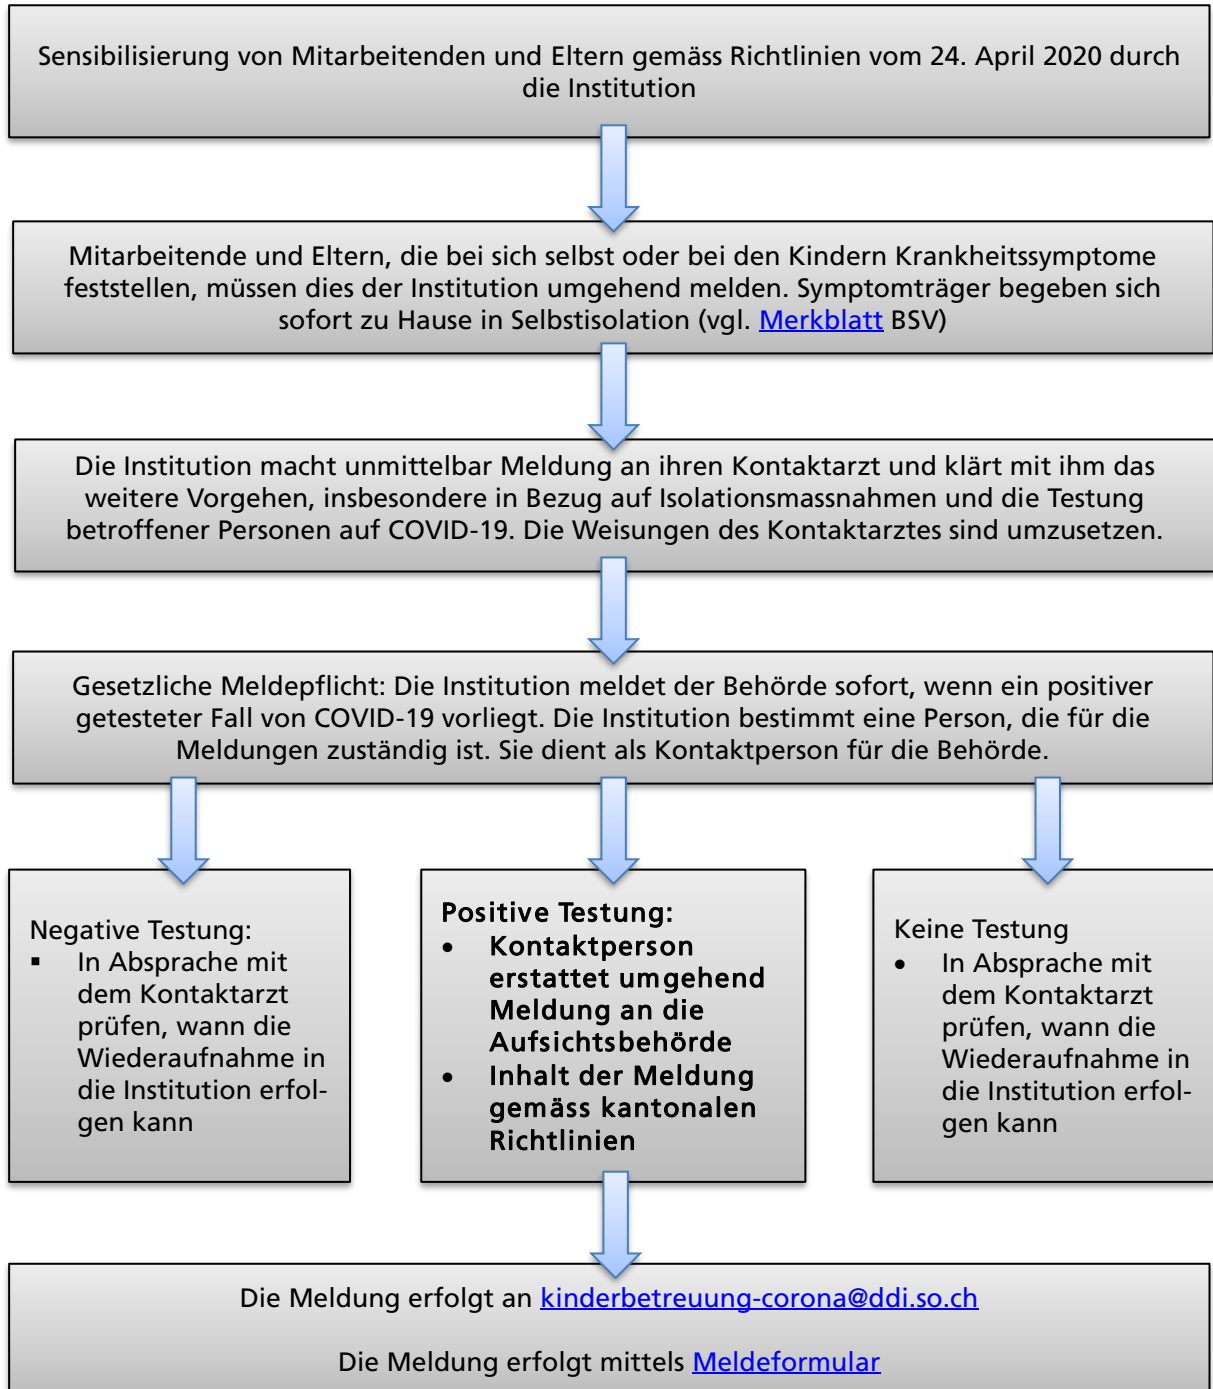 Sensibilisierung von Mitarbeitenden und Eltern gemäss Richtlinien vom 24. April 2020 durch
die Institution
Mitarbeitende und Eltern, die bei sich selbst oder bei den Kindern Krankheitssymptome
feststellen, müssen dies der Institution umgehend melden. Symptomträger begeben sich
sofort zu Hause in Selbstisolation (vgl. Merkblatt BSV)
Die Institution macht unmittelbar Meldung an ihren Kontaktarzt und klärt mit ihm das
weitere Vorgehen, insbesondere in Bezug auf Isolationsmassnahmen und die Testung
betroffener Personen auf COVID-19. Die Weisungen des Kontaktarztes sind umzusetzen.
Gesetzliche Meldepflicht: Die Institution meldet der Behörde sofort, wenn ein positiver
getesteter Fall von COVID-19 vorliegt. Die Institution bestimmt eine Person, die für die
Meldungen zuständig ist. Sie dient als Kontaktperson für die Behörde.
Negative Testung:
▪ In Absprache mit
dem Kontaktarzt
prüfen, wann die
Wiederaufnahme in
die Institution erfol-
gen kann
Positive Testung:
• Kontaktperson
erstattet umgehend
Meldung an die
Aufsichtsbehörde
• Inhalt der Meldung
gemäss kantonalen
Richtlinien
Keine Testung
• In Absprache mit
dem Kontaktarzt
prüfen, wann die
Wiederaufnahme in
die Institution erfol-
gen kann
Die Meldung erfolgt an kinderbetreuung-corona@ddi.so.ch
Die Meldung erfolgt mittels Meldeformular